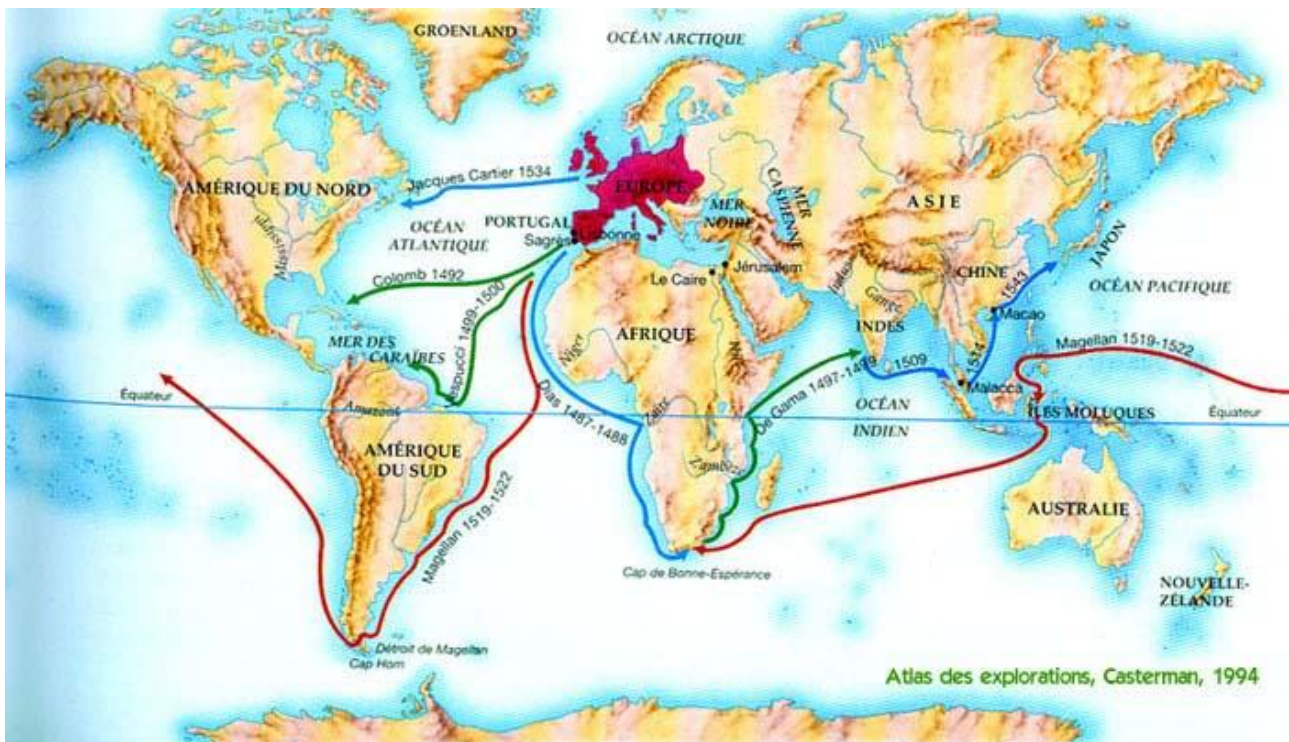 GROENLAND
OCÉAN ARCTIQUE
AMÉRIQUE DU NORD
Jacques Cartier 1534
EUROPE
MER
CASPIENNE
ASIE
OCÉAN
ATLANTIQUE
PORTUGAL
Lisbonne
Sagrès
MER
NOIRE
Mississipi
Colomb 1492
Le Caire
Jérusalem
CHINE
JAPON
1543
Indus
Gange
Macao
OCÉAN PACIFIQUE
Vespucci 1499-1500
MER DES
CARAÏBES
AFRIQUE
Niger
Nil
INDES
1509
1514
Malacca
Magellan 1519-1522
Dias 1487-1488
De Gama 1497-1499
Équateur
Amazone
Zaïre
OCÉAN
INDIEN
ÎLES MOLUQUES
Équateur
AMÉRIQUE
DU SUD
Zambèze
Magellan 1519-1522
AUSTRALIE
Cap de Bonne-Espérance
NOUVELLE-
ZÉLANDE
Détroit de Magellan
Cap Horn
Atlas des explorations, Casterman, 1994